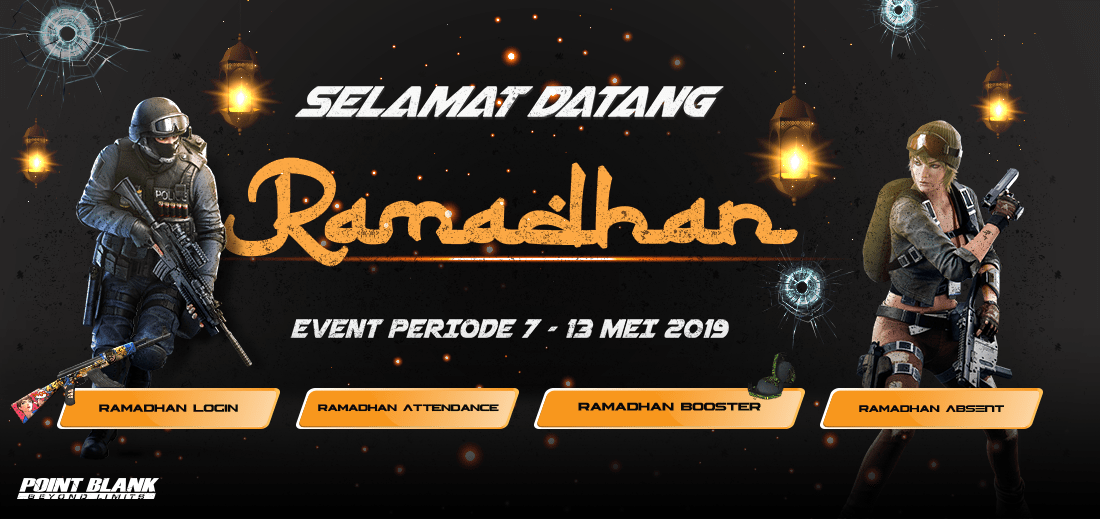 SELAMAT DATANG
Ramadhan
EVENT PERIODE 7 - 13 MEI 2019
RAMADHAN LOGIN
RAMADHAN ATTENDANCE
RAMADHAN BOOSTER
RAMADHAN ABSENT
POLICE
POINT BLANK
BEYOND LIMITS